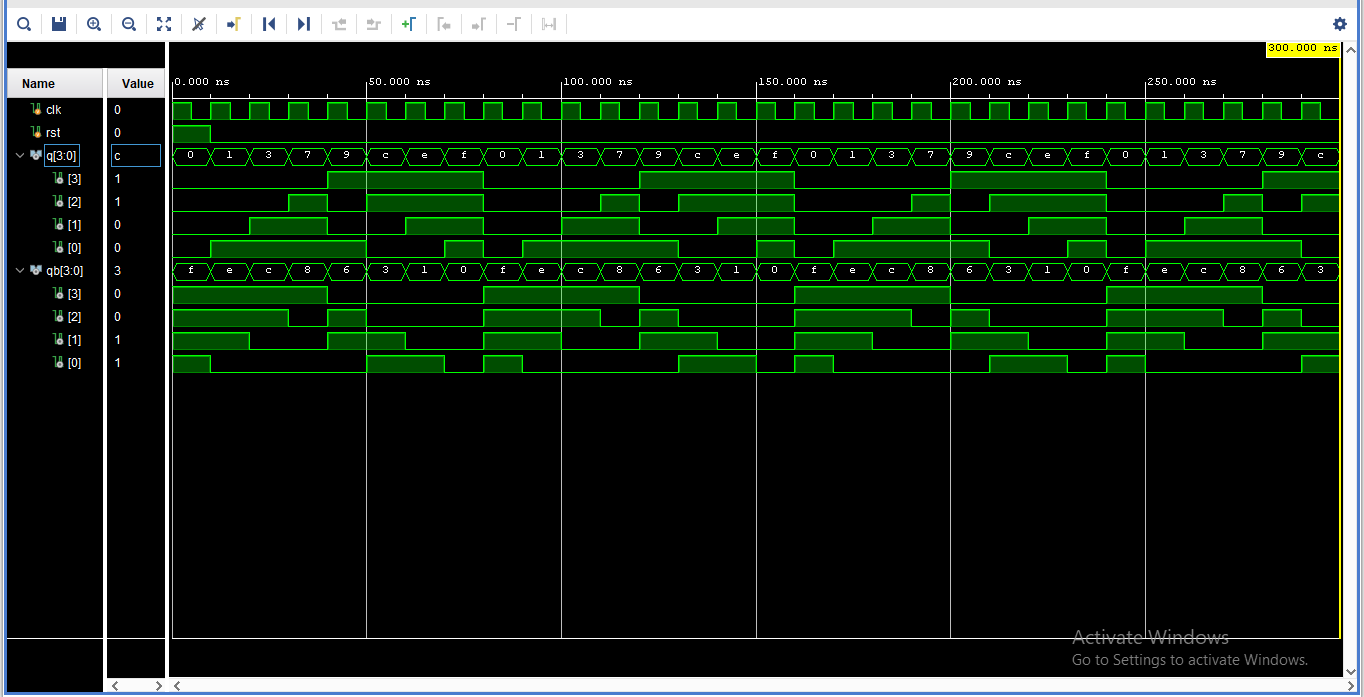 300.000 ns
Name Value
0.000 ns 50.000 ns 100.000 ns 150.000 ns 200.000 ns 250.000 ns
clk 0
rst 0
q[3:0] c 0 1 3 7 9 c e f 0 1 3 7 9 c e f 0 1 3 7 9 c e f 0 1 3 7 9 c
[3] 1
[2] 1
[1] 0
[0] 0
qb[3:0] 3 f e c 8 6 3 1 0 f e c 8 6 3 1 0 f e c 8 6 3 1 0 f e c 8 6 3
[3] 0
[2] 0
[1] 1
[0] 1
Activate Windows
Go to Settings to activate Windows.